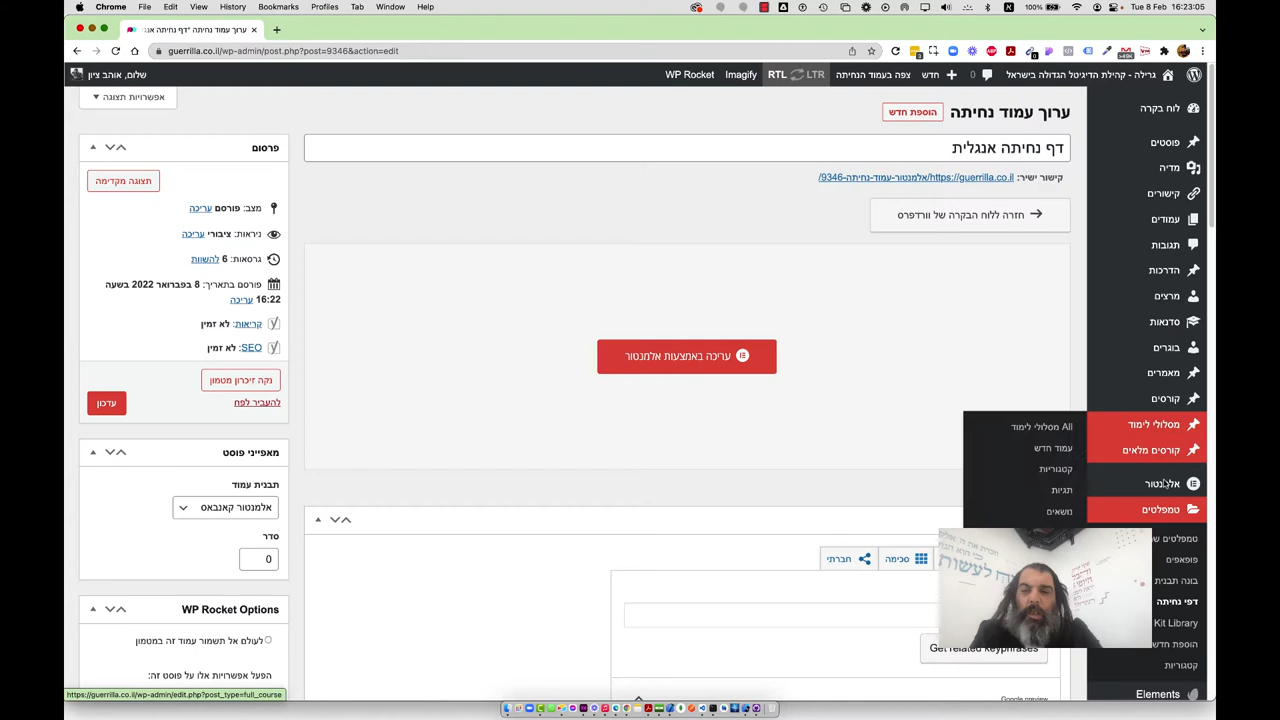 Chrome File Edit View History Bookmarks Profiles Tab Window Help
100% Tue 8 Feb 16:23:05
ערוך עמוד נחיתה "דף נחיתה אנג
guerrilla.co.il/wp-admin/post.php?post=9346&action=edit
גרילה - קהילת הדיגיטל הגדולה בישראל 0 חדש צפה בעמוד הנחיתה RTL LTR Imagify WP Rocket שלום, אוהב ציון
אפשרויות תצוגה
ערוך עמוד נחיתה הוספת חדש
דף נחיתה אנגלית
קישור ישיר: https://guerrilla.co.il/אלמנטור-עמוד-נחיתה-9346/
חזרה ללוח הבקרה של וורדפרס
עריכה באמצעות אלמנטור
סכימה
חברתי
Get related keyphrases
Google preview
לוח בקרה
פוסטים
מדיה
קישורים
עמודים
תגובות
הדרכות
מרצים
סדנאות
בוגרים
מאמרים
קורסים
מסלולי לימוד
קורסים מלאים
אלמנטור
טמפלטים
All מסלולי לימוד
עמוד חדש
קטגוריות
תגיות
נושאים
פופאפים
בונה תבנית
דפי נחיתה
Kit Library
הוספת חדש
קטגוריות
Elements
פרסום
תצוגה מקדימה
מצב: פורסם עריכה
ניראות: ציבורי עריכה
גרסאות: 6 להשוות
פורסם בתאריך: 8 בפברואר 2022 בשעה
16:22 עריכה
קריאות: לא זמין
SEO: לא זמין
נקה זיכרון מטמון
להעביר לפח
עדכון
מאפייני פוסט
תבנית עמוד
אלמנטור קאנבאס
סדר
0
WP Rocket Options
לעולם אל תשמור עמוד זה במטמון
הפעל אפשרויות אלו על פוסט זה:
https://guerrilla.co.il/wp-admin/edit.php?post_type=full_course